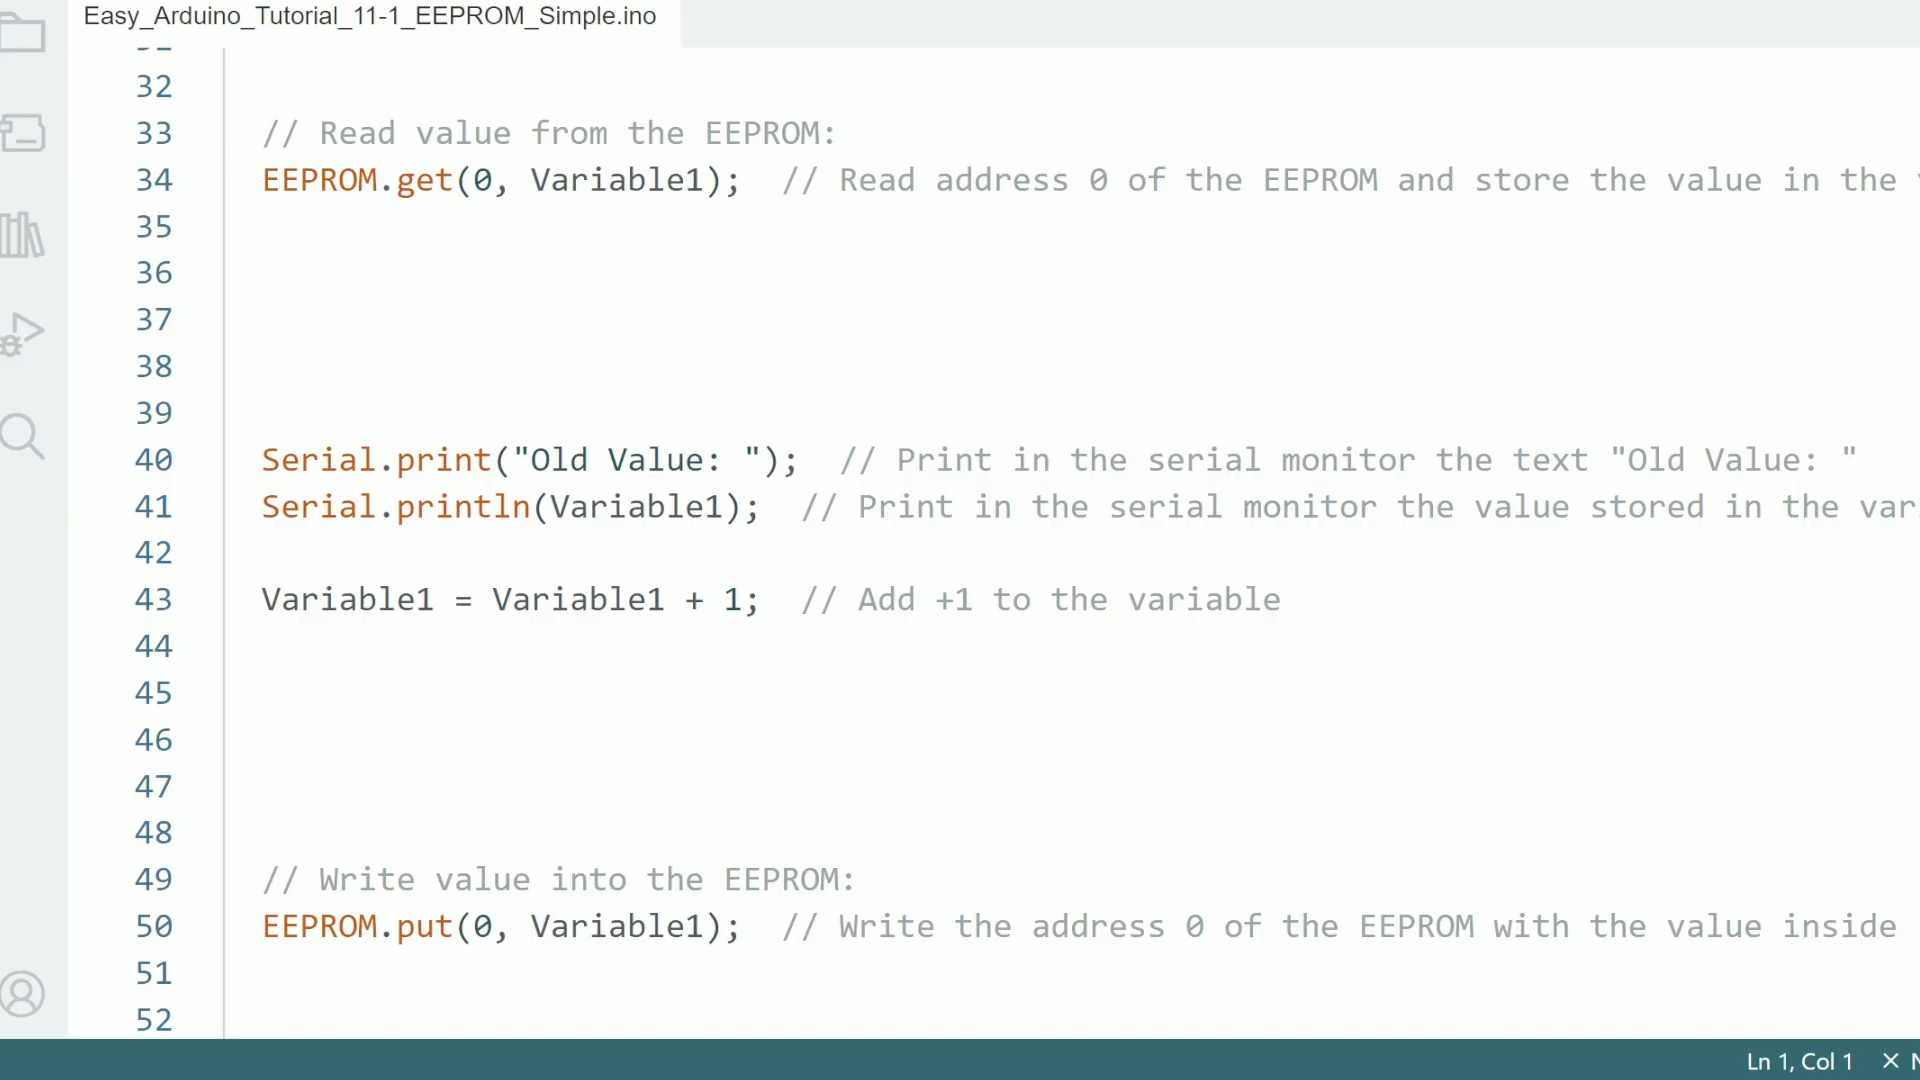 Easy_Arduino_Tutorial_11-1_EEPROM_Simple.ino
32
33 // Read value from the EEPROM:
34 EEPROM.get(0, Variable1); // Read address 0 of the EEPROM and store the value in the
35
36
37
38
39
40 Serial.print("Old Value: "); // Print in the serial monitor the text "Old Value: "
41 Serial.println(Variable1); // Print in the serial monitor the value stored in the var
42
43 Variable1 = Variable1 + 1; // Add +1 to the variable
44
45
46
47
48
49 // Write value into the EEPROM:
50 EEPROM.put(0, Variable1); // Write the address 0 of the EEPROM with the value inside
51
52
Ln 1, Col 1 × N